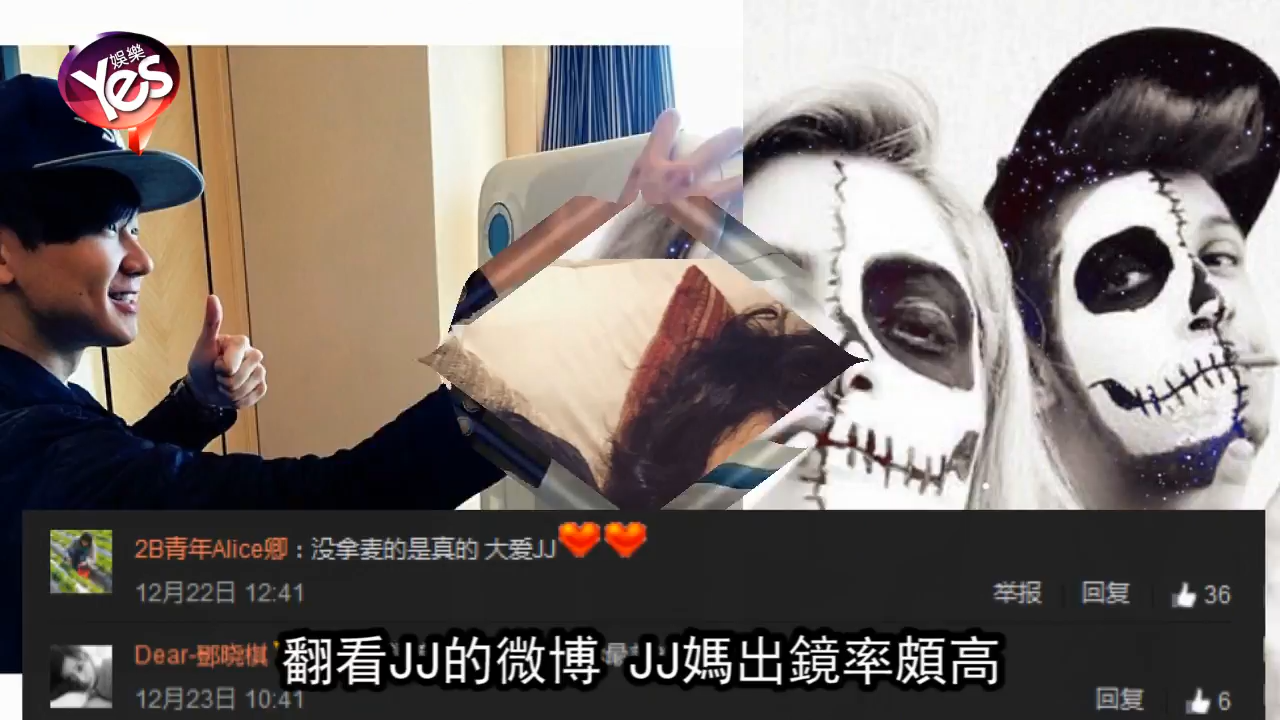 娛樂
Yes
2B青年Alice卿：没拿麦的是真的 大爱JJ
12月22日 12:41
举报 回复 36
Dear-鄧晓棋
翻看JJ的微博 JJ媽出鏡率頗高
12月23日 10:41
回复 6